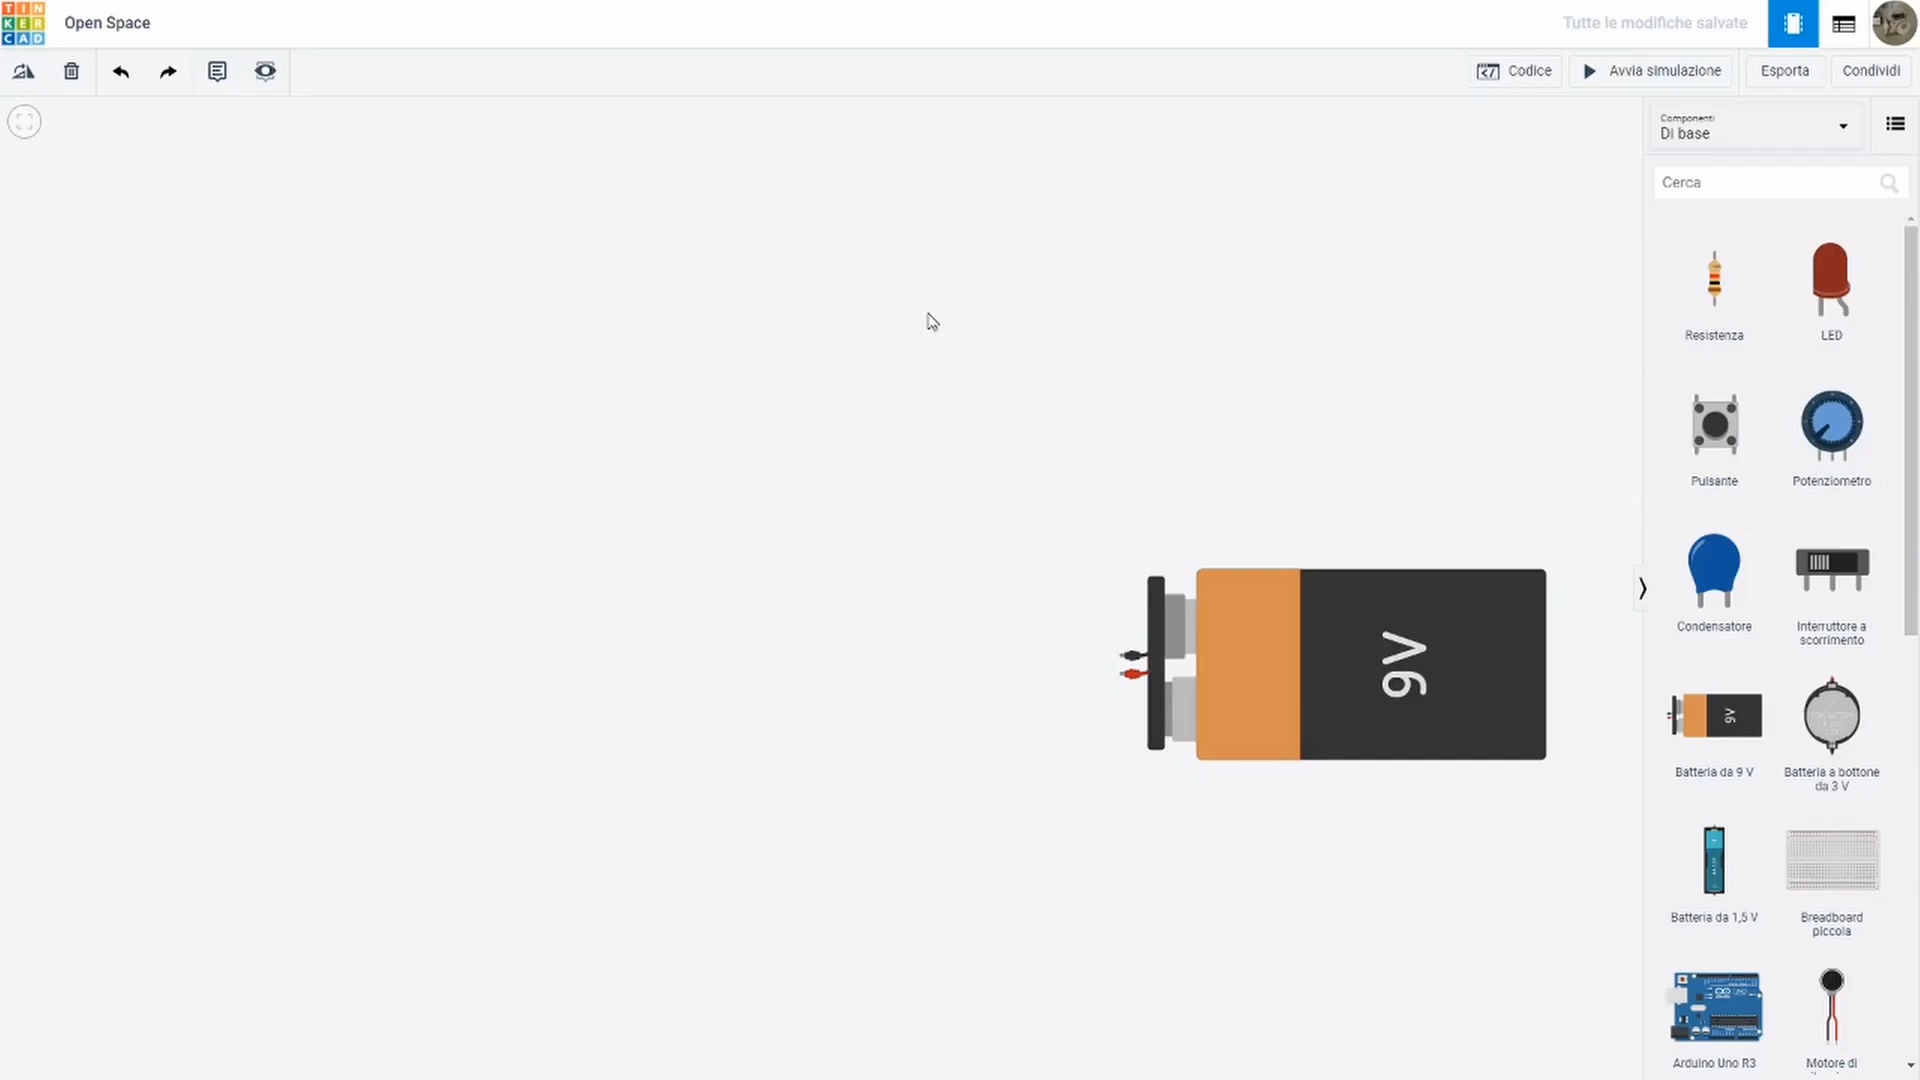 TIN
KER
CAD
Open Space
Tutte le modifiche salvate
Codice
Avvia simulazione
Esporta
Condividi
Componenti
Di base
Cerca
Resistenza
LED
Pulsante
Potenziometro
Condensatore
Interruttore a
scorrimento
9V
9V
Batteria da 9 V
Batteria a bottone
da 3 V
Batteria da 1,5 V
Breadboard
piccola
Arduino Uno R3
Motore di